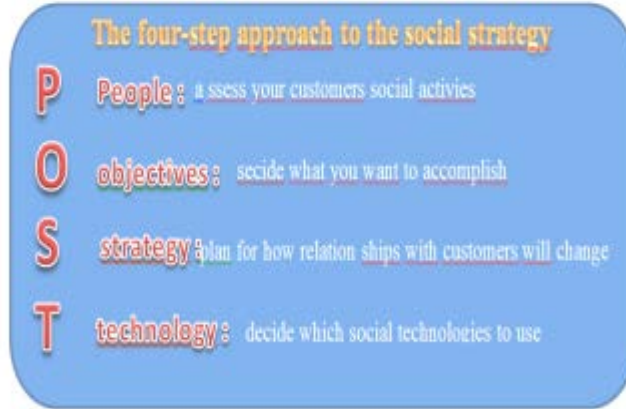 The four-step approach to the social strategy
P People : a ssess your customers social activies
O objectives : secide what you want to accomplish
S strategy : plan for how relation ships with customers will change
T technology : decide which social technologies to use